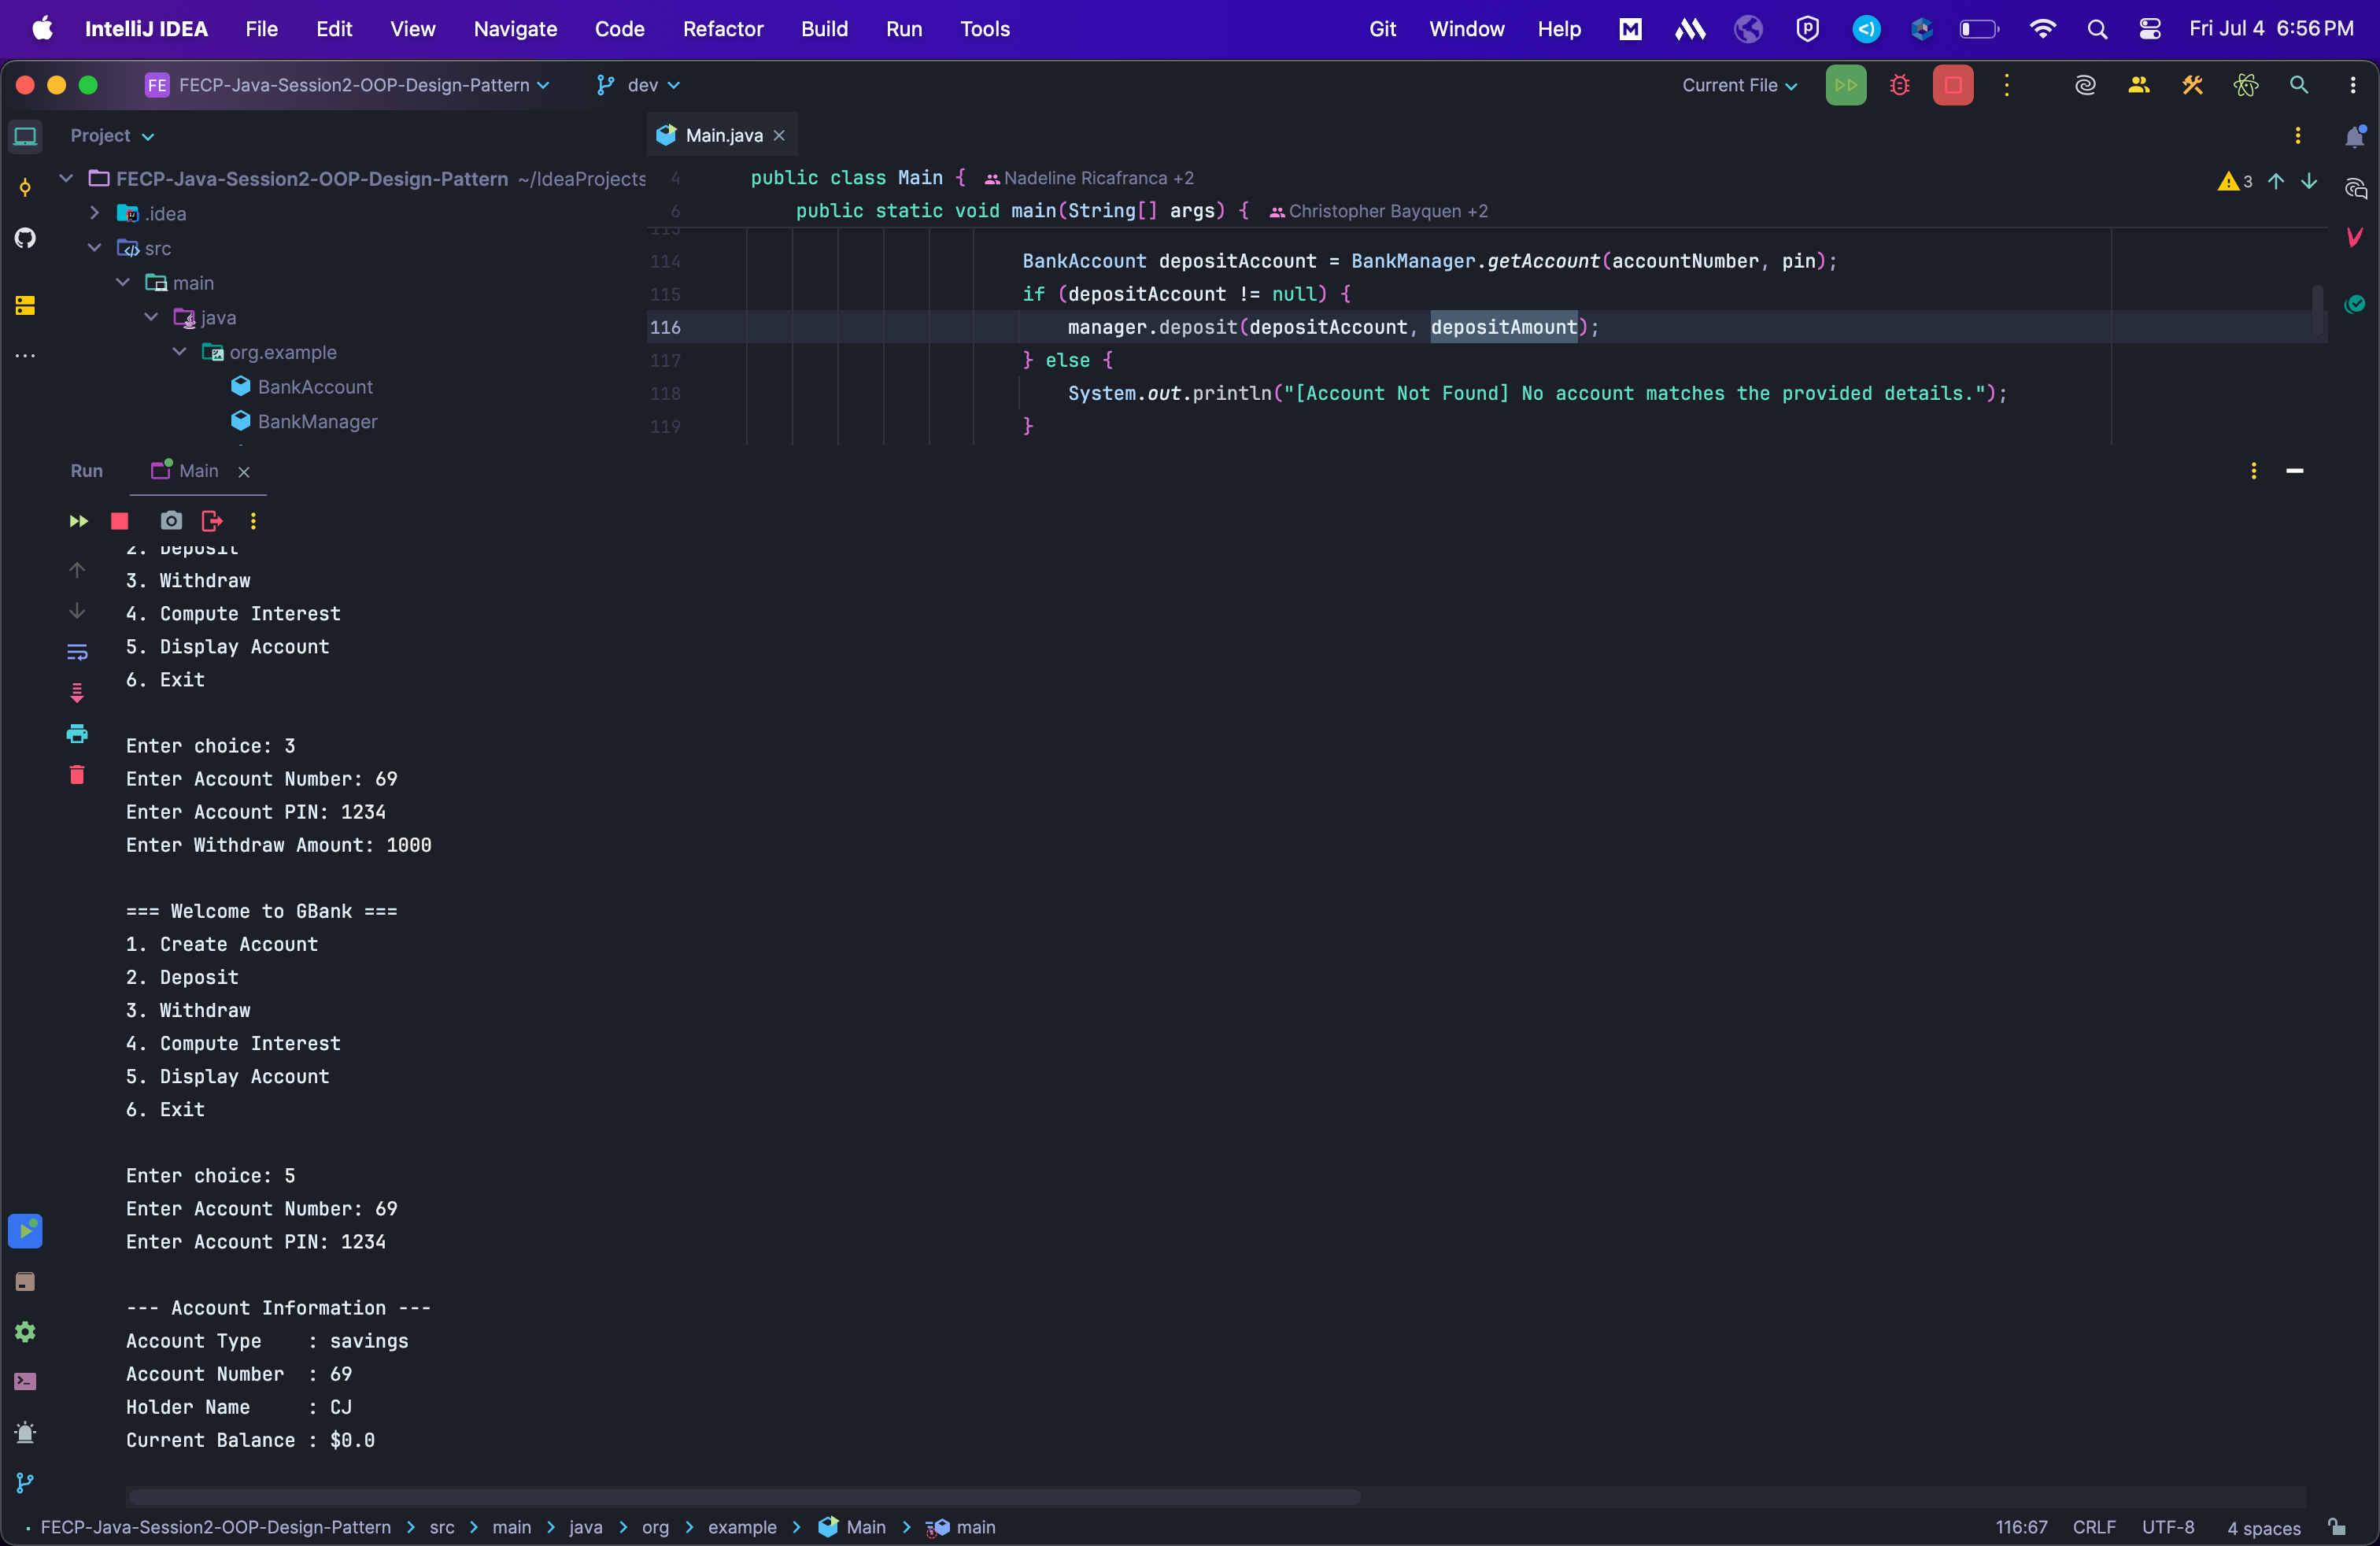 IntelliJ IDEA File Edit View Navigate Code Refactor Build Run Tools Git Window Help Fri Jul 4 6:56 PM
FE FECP-Java-Session2-OOP-Design-Pattern dev Current File
Project
Main.java
FECP-Java-Session2-OOP-Design-Pattern ~/IdeaProjects
.idea
src
main
java
org.example
BankAccount
BankManager
4 public class Main { Nadeline Ricafranca +2
3
6 public static void main(String[] args) { Christopher Bayquen +2
114 BankAccount depositAccount = BankManager.getAccount(accountNumber, pin);
115 if (depositAccount != null) {
116 manager.deposit(depositAccount, depositAmount);
117 } else {
118 System.out.println("[Account Not Found] No account matches the provided details.");
119 }
Run Main
2. Deposit
3. Withdraw
4. Compute Interest
5. Display Account
6. Exit
Enter choice: 3
Enter Account Number: 69
Enter Account PIN: 1234
Enter Withdraw Amount: 1000
=== Welcome to GBank ===
1. Create Account
2. Deposit
3. Withdraw
4. Compute Interest
5. Display Account
6. Exit
Enter choice: 5
Enter Account Number: 69
Enter Account PIN: 1234
--- Account Information ---
Account Type : savings
Account Number : 69
Holder Name : CJ
Current Balance : $0.0
FECP-Java-Session2-OOP-Design-Pattern > src > main > java > org > example > Main > main 116:67 CRLF UTF-8 4 spaces